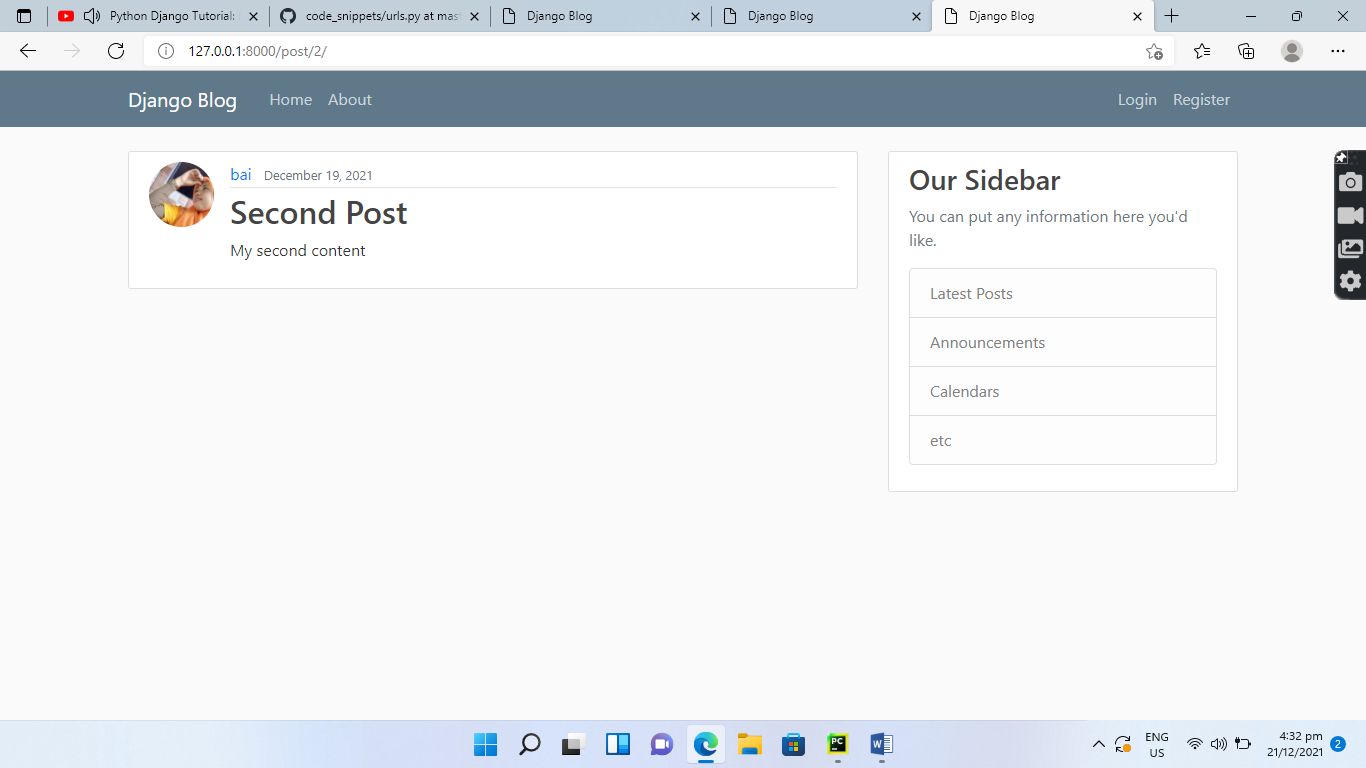 Python Django Tutorial:
code_snippets/urls.py at mas
Django Blog
Django Blog
Django Blog
127.0.0.1:8000/post/2/
Django Blog Home About Login Register
bai December 19, 2021
Second Post
My second content
Our Sidebar
You can put any information here you'd
like.
Latest Posts
Announcements
Calendars
etc
PC
W
ENG
US
4:32 pm
21/12/2021
2